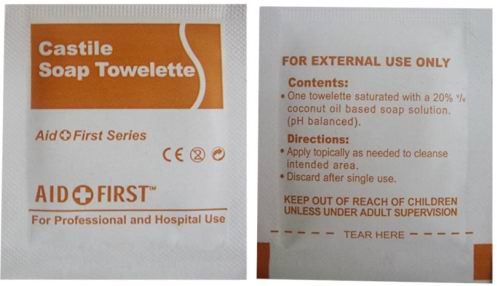 Castile
Soap Towelette
Aid First Series
CE 2
AID FIRST™
For Professional and Hospital Use
FOR EXTERNAL USE ONLY
Contents:
• One towelette saturated with a 20% v/v
coconut oil based soap solution.
(pH balanced).
Directions:
• Apply topically as needed to cleanse
intended area.
• Discard after single use.
KEEP OUT OF REACH OF CHILDREN
UNLESS UNDER ADULT SUPERVISION
TEAR HERE